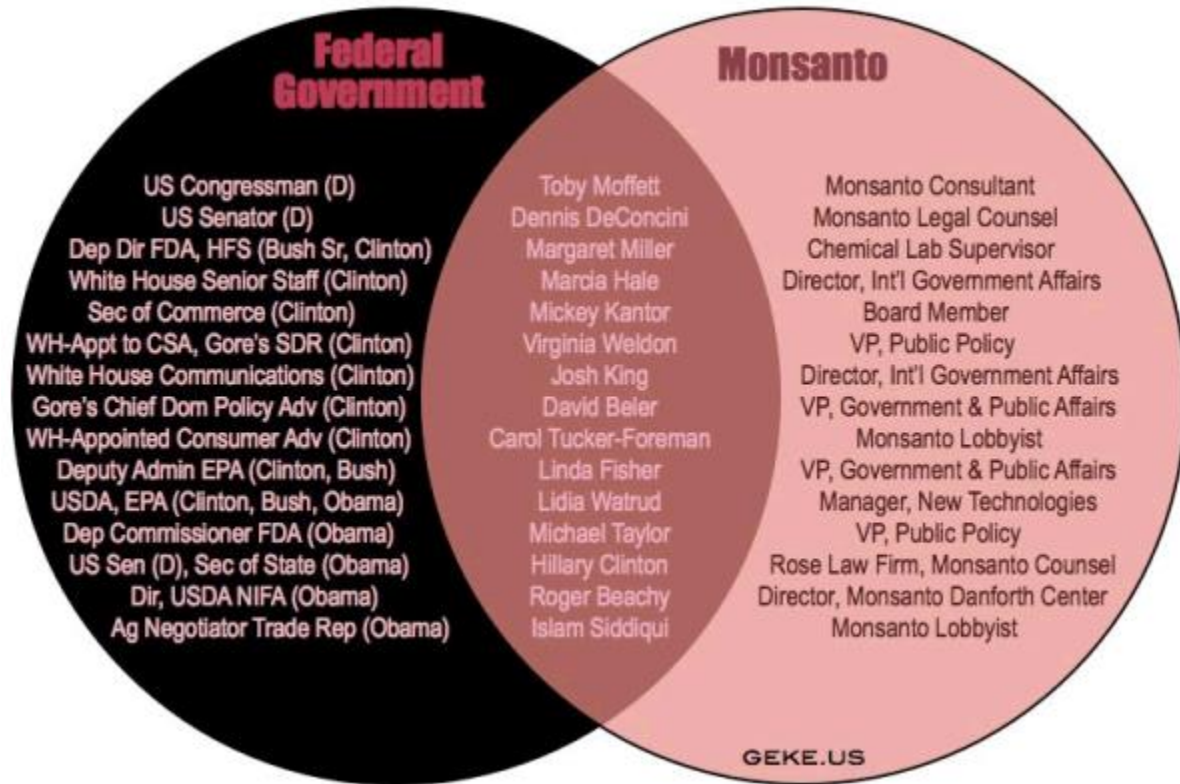 Federal
Government
Monsanto
US Congressman (D) Toby Moffett Monsanto Consultant
US Senator (D) Dennis DeConcini Monsanto Legal Counsel
Dep Dir FDA, HFS (Bush Sr, Clinton) Margaret Miller Chemical Lab Supervisor
White House Senior Staff (Clinton) Marcia Hale Director, Int'l Government Affairs
Sec of Commerce (Clinton) Mickey Kantor Board Member
WH-Appt to CSA, Gore's SDR (Clinton) Virginia Weldon VP, Public Policy
White House Communications (Clinton) Josh King Director, Int'l Government Affairs
Gore's Chief Dom Policy Adv (Clinton) David Beler VP, Government & Public Affairs
WH-Appointed Consumer Adv (Clinton) Carol Tucker-Foreman Monsanto Lobbyist
Deputy Admin EPA (Clinton, Bush) Linda Fisher VP, Government & Public Affairs
USDA, EPA (Clinton, Bush, Obama) Lidia Watrud Manager, New Technologies
Dep Commissioner FDA (Obama) Michael Taylor VP, Public Policy
US Sen (D), Sec of State (Obama) Hillary Clinton Rose Law Firm, Monsanto Counsel
Dir, USDA NIFA (Obama) Roger Beachy Director, Monsanto Danforth Center
Ag Negotiator Trade Rep (Obama) Islam Siddiqui Monsanto Lobbyist
GEKE.US